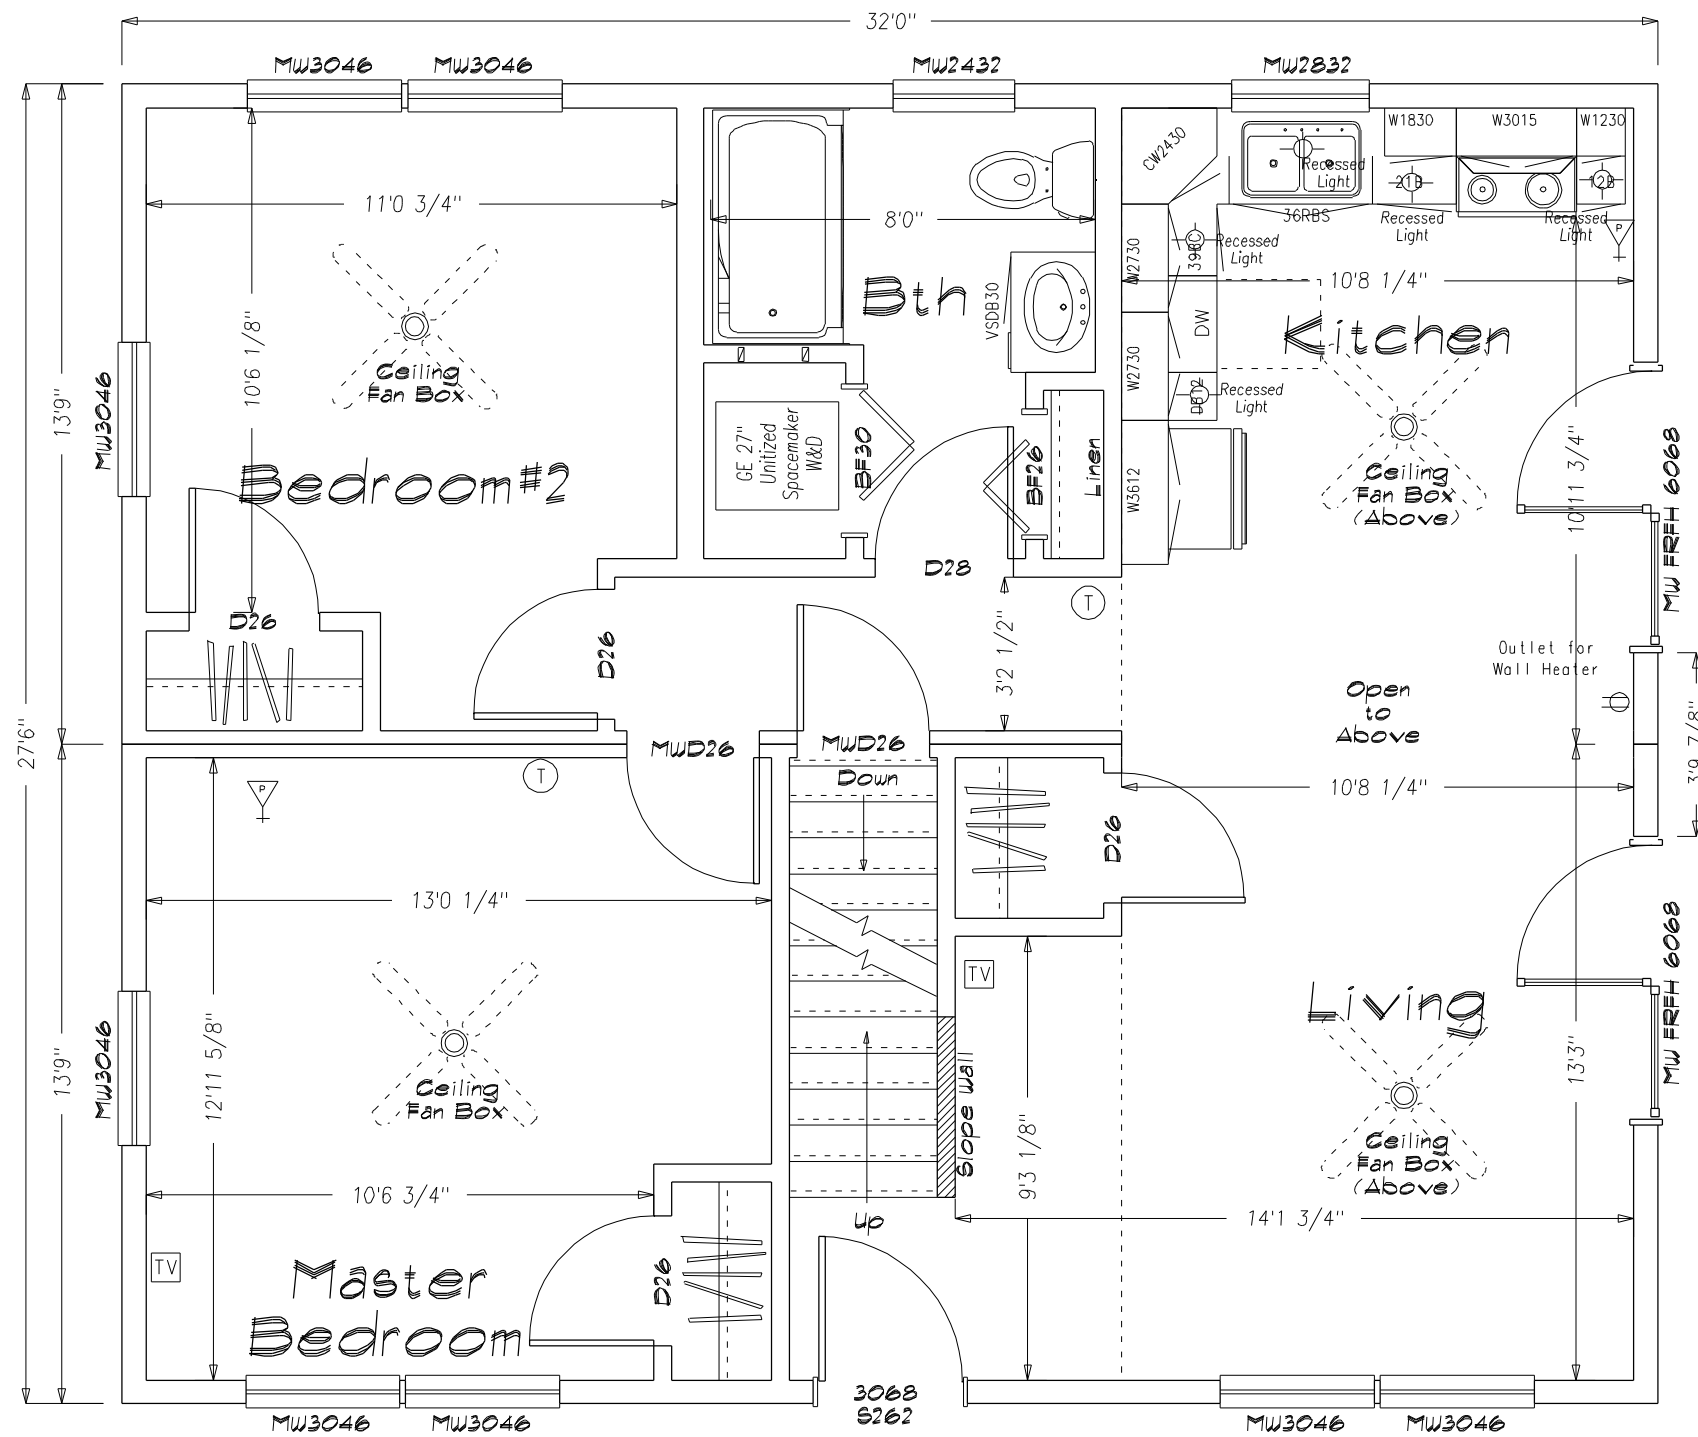 32'0"
MW3046
MW3046
MW2432
MW2832
CW2430
W1830
W3015
W1230
Recessed
Light
21B
12B
36RBS
Recessed
Light
Recessed
Light
P
11'0 3/4"
8'0"
39BC
Recessed
Light
W2730
10'8 1/4"
Bth
VSDB30
DW
Kitchen
10'6 1/8"
Ceiling
Fan Box
13'9"
MW3046
W2730
DB12
Recessed
Light
GE 27"
Unitized
Spacemaker
W&D
BF30
BF26
Linen
W3612
Ceiling
Fan Box
(Above)
10'11 3/4"
MW FRFH 6068
Bedroom#2
D28
T
D26
D26
3'2 1/2"
Outlet for
Wall Heater
Open
to
Above
27'6"
MWD26
MWD26
3'9 7/8"
P
T
Down
10'8 1/4"
D26
13'0 1/4"
TV
MW FRFH 6068
Living
13'9"
MW3046
12'11 5/8"
Ceiling
Fan Box
Slope Wall
9'3 1/8"
13'3"
Ceiling
Fan Box
(Above)
10'6 3/4"
Up
14'1 3/4"
TV
Master
Bedroom
D26
MW3046
MW3046
3068
S262
MW3046
MW3046